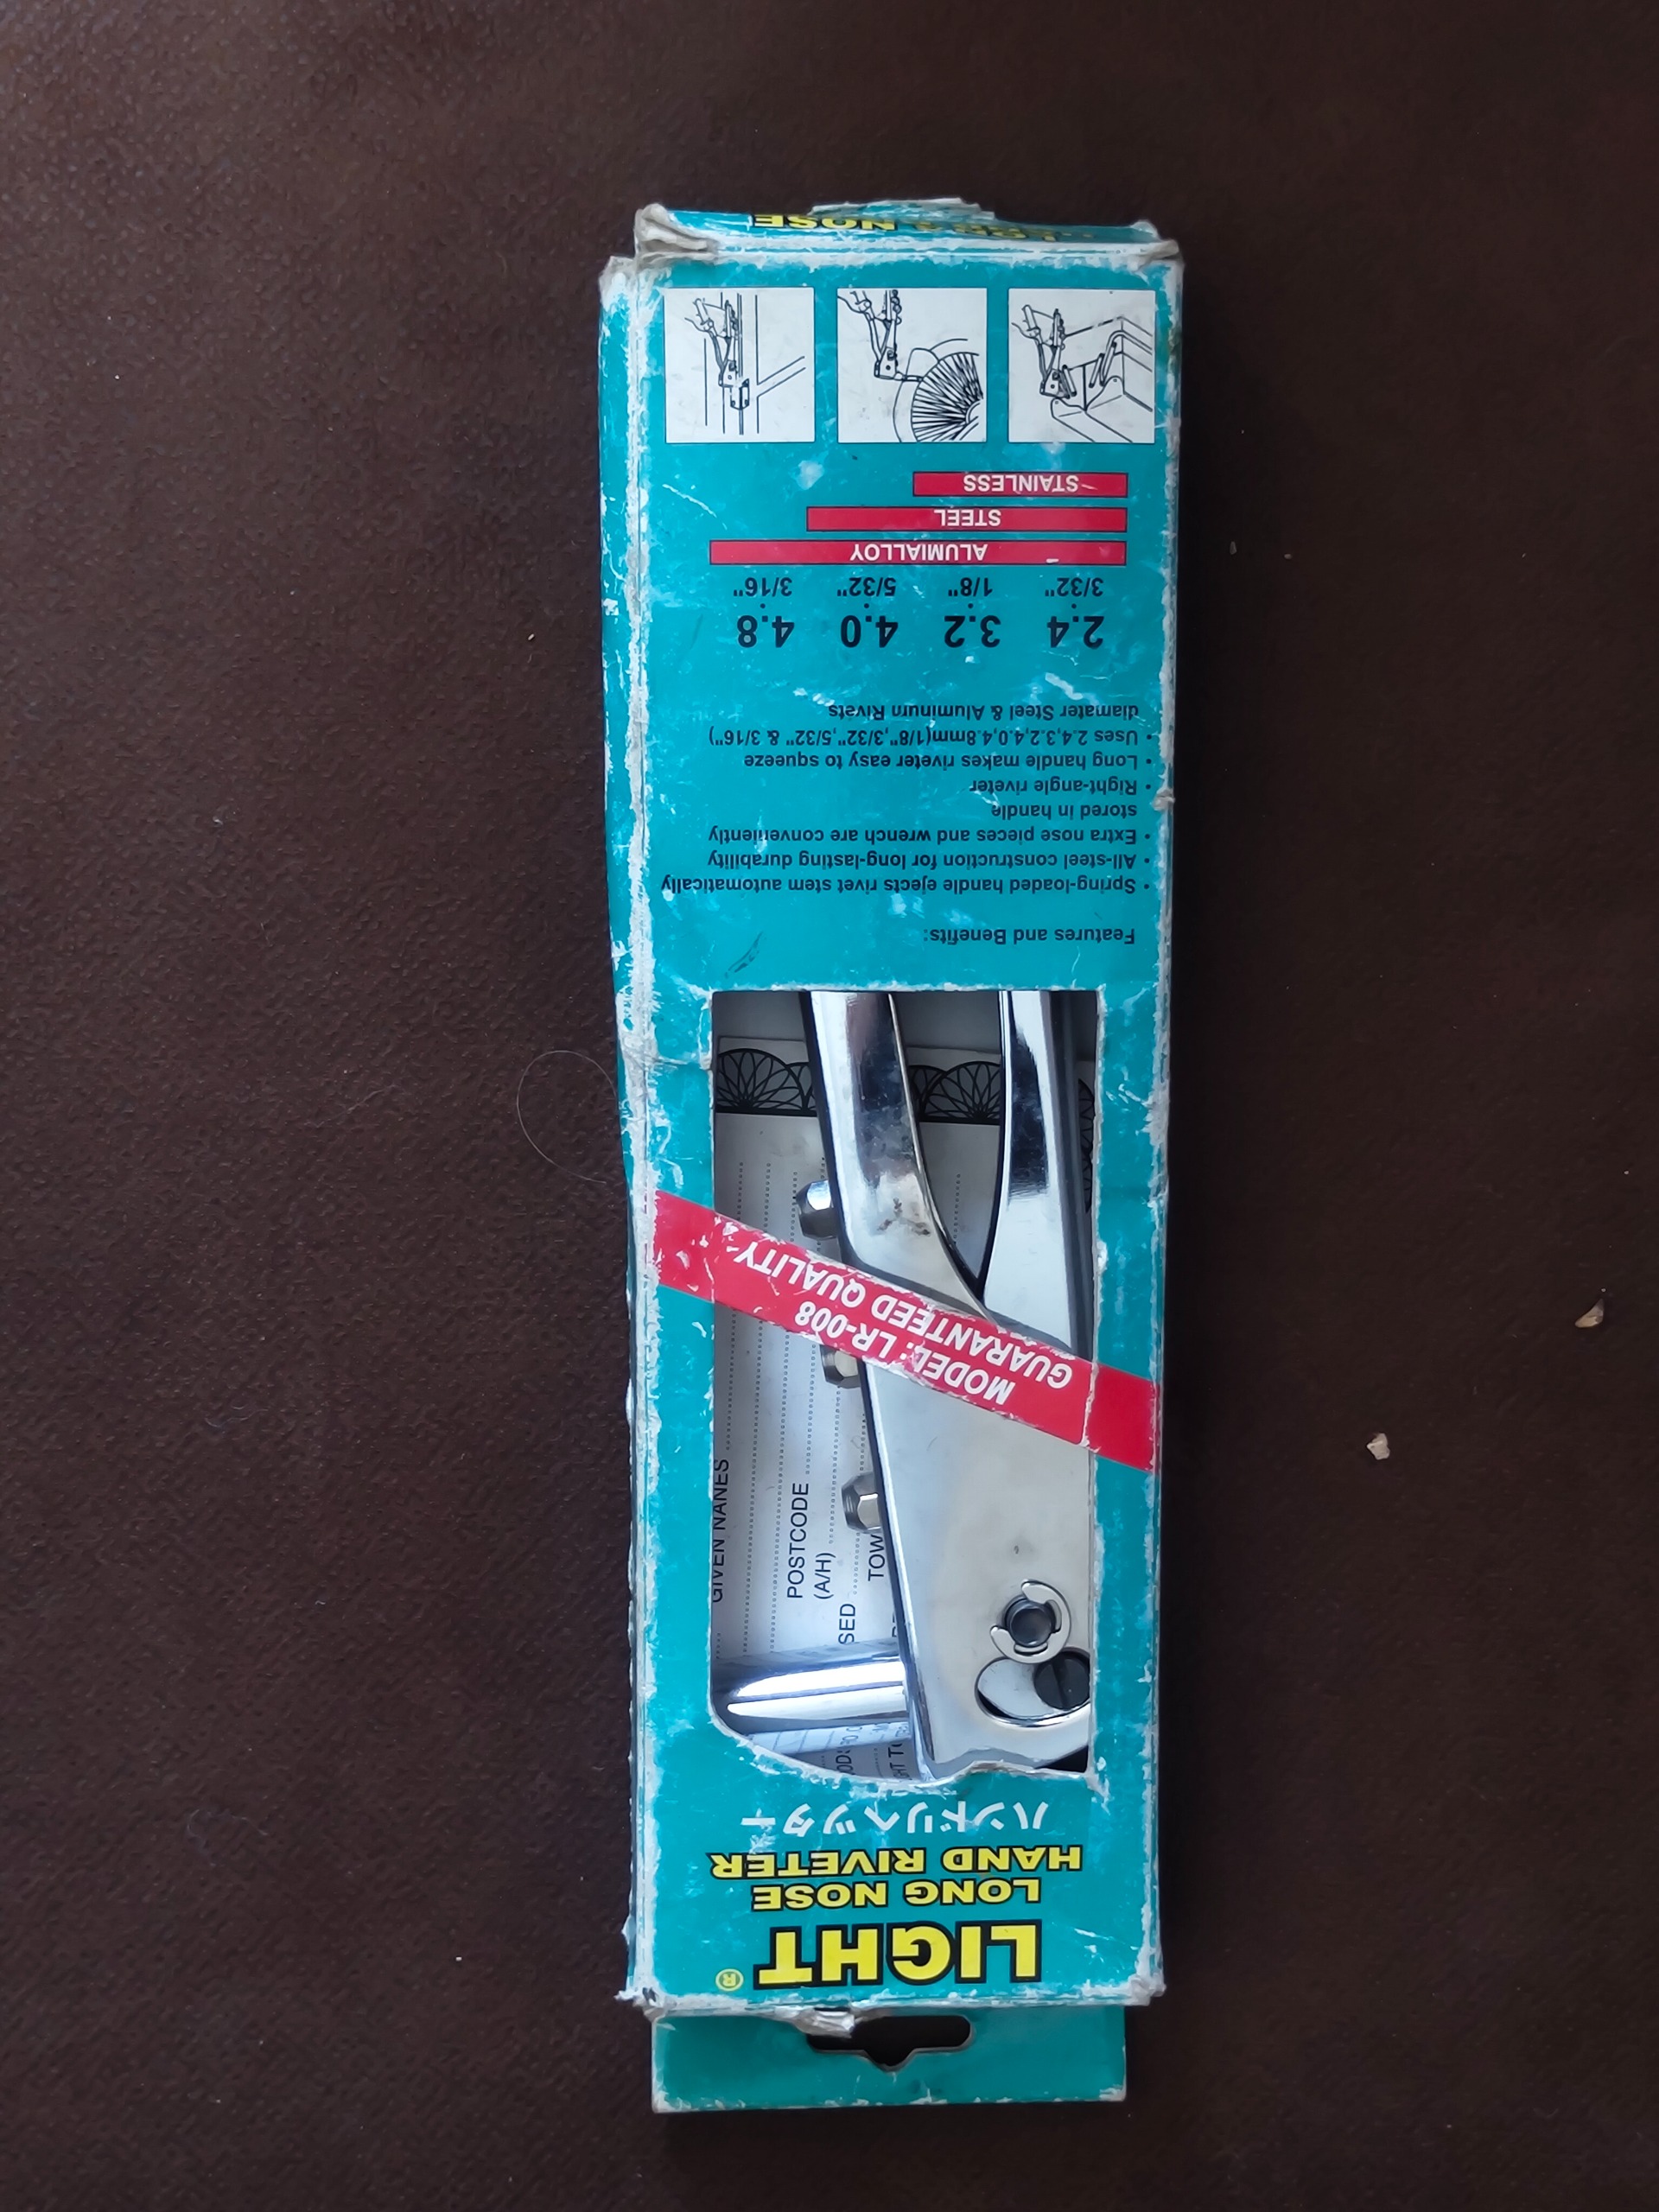 LIGHT®
LONG NOSE
HAND RIVETER
ハンドリベッター
GIVEN NANES
POSTCODE
(A/H)
SED
TOW
MODEL: LR-008
GUARANTEED QUALITY
Features and Benefits:
• Spring-loaded handle ejects rivet stem automatically
• All-steel construction for long-lasting durability
• Extra nose pieces and wrench are conveniently
stored in handle
• Right-angle riveter
• Long handle makes riveter easy to squeeze
• Uses 2.4,3.2,4.0,4.8mm(1/8",3/32",5/32" & 3/16")
diamater Steel & Aluminum Rivets
2.4 3.2 4.0 4.8
3/32" 1/8" 5/32" 3/16"
ALUMIALLOY
STEEL
STAINLESS
LONG NOSE